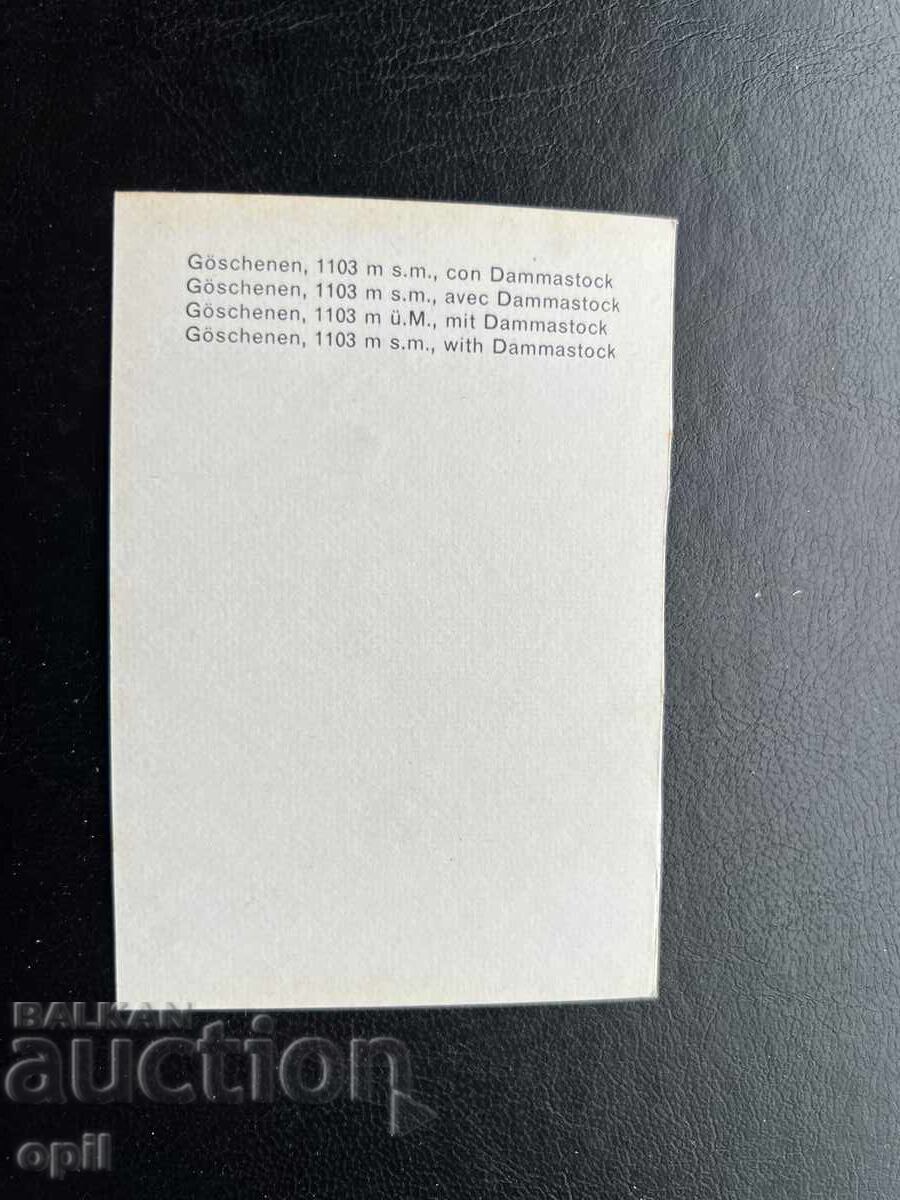 Göschenen, 1103 m s.m., con Dammastock
Göschenen, 1103 m s.m., avec Dammastock
Göschenen, 1103 m ü.M., mit Dammastock
Göschenen, 1103 m s.m., with Dammastock
BALKAN
auction
opil